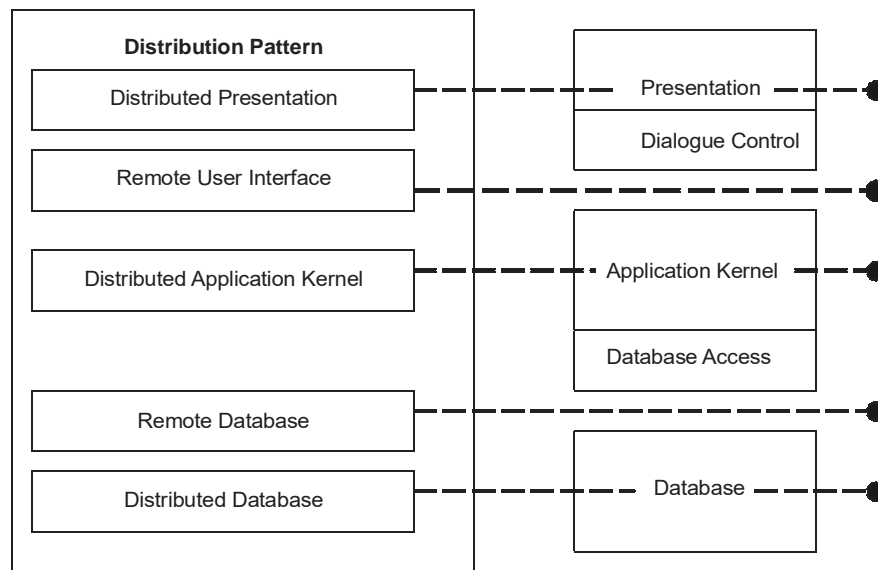 Distribution Pattern
Distributed Presentation
Presentation
Dialogue Control
Remote User Interface
Distributed Application Kernel
Application Kernel
Database Access
Remote Database
Distributed Database
Database